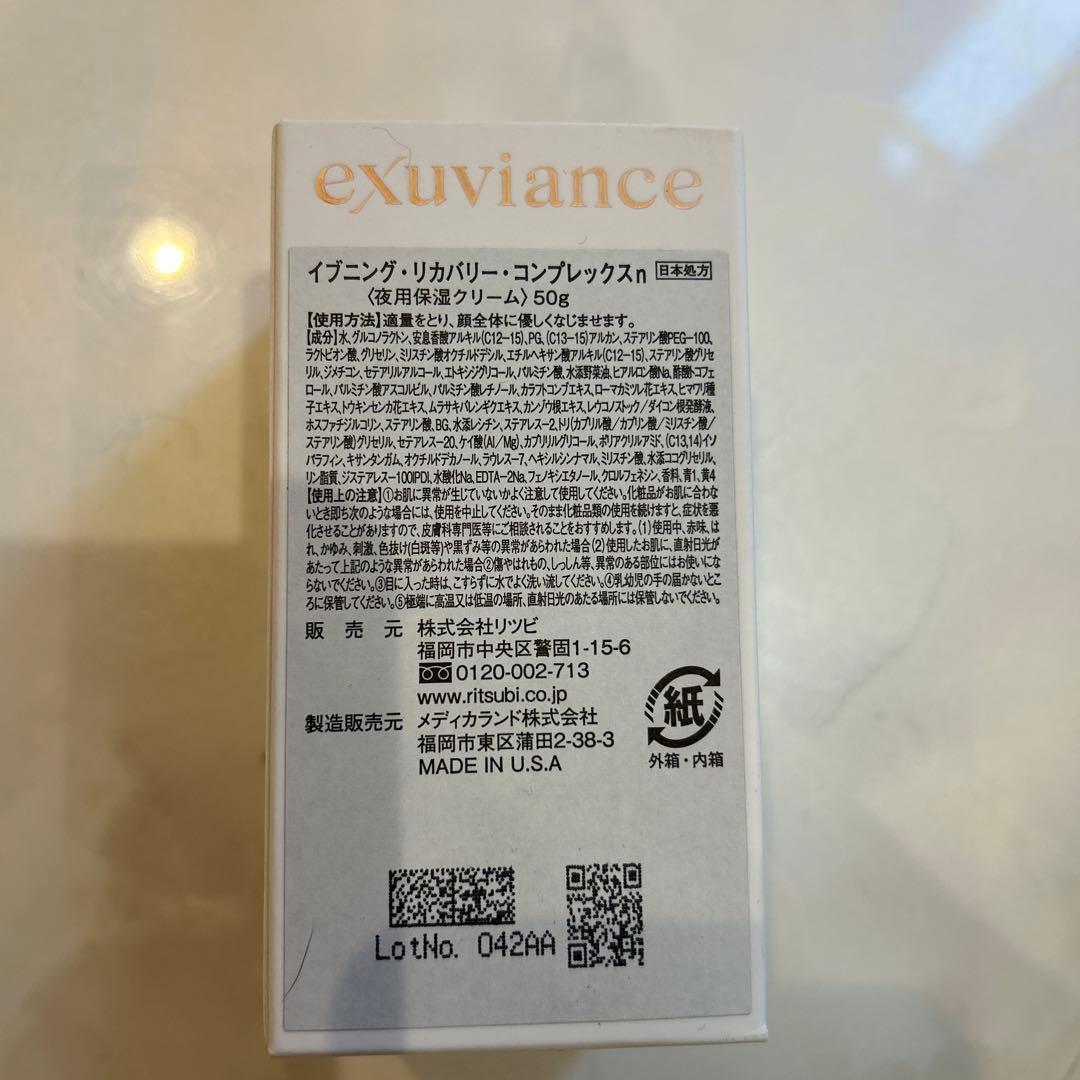 exuviance
イブニング・リカバリー・コンプレックスn 日本処方
〈夜用保湿クリーム〉50g
【使用方法】適量をとり、顔全体に優しくなじませます。
【成分】水、グルコノラクトン、安息香酸アルキル(C12-15)、PG、(C13-15)アルカン、ステアリン酸PEG-100、
ラクトビオン酸、グリセリン、ミリスチン酸オクチルドデシル、エチルヘキサン酸アルキル(C12-15)、ステアリン酸グリセ
リル、ジメチコン、セテアリルアルコール、エトキシジグリコール、パルミチン酸、水添野菜油、ヒアルロン酸Na、酢酸トコフェ
ロール、パルミチン酸アスコルビル、パルミチン酸レチノール、カラフトコンブエキス、ローマカミツレ花エキス、ヒマワリ種
子エキス、トウキンセンカ花エキス、ムラサキバレンギクエキス、カンゾウ根エキス、レウコノストック/ダイコン根発酵液、
ホスファチジルコリン、ステアリン酸、BG、水添レシチン、ステアレス-2、トリ(カプリル酸/カプリン酸/ミリスチン酸/
ステアリン酸)グリセリル、セテアレス-20、ケイ酸(Al/Mg)、カプリリルグリコール、ポリアクリルアミド、(C13,14)イソ
パラフィン、キサンタンガム、オクチルドデカノール、ラウレス-7、ヘキシルシンナマル、ミリスチン酸、水添ココグリセリル、
リン脂質、ジステアレス-100IPDI、水酸化Na、EDTA-2Na、フェノキシエタノール、クロルフェネシン、香料、青1、黄4
【使用上の注意】①お肌に異常が生じていないかよく注意して使用してください。化粧品がお肌に合わな
いとき即ち次のような場合には、使用を中止してください。そのまま化粧品類の使用を続けますと、症状を悪
化させることがありますので、皮膚科専門医等にご相談されることをおすすめします。(1)使用中、赤味、は
れ、かゆみ、刺激、色抜け(白斑等)や黒ずみ等の異常があらわれた場合(2)使用したお肌に、直射日光が
あたって上記のような異常があらわれた場合②傷やはれもの、しっしん等、異常のある部位にはお使いにな
らないでください。③目に入った時は、こすらずに水でよく洗い流してください。④乳幼児の手の届かないとこ
ろに保管してください。⑤極端に高温又は低温の場所、直射日光のあたる場所には保管しないでください。
販売元 株式会社リツビ
福岡市中央区警固1-15-6
0120-002-713
www.ritsubi.co.jp
製造販売元 メディカランド株式会社
福岡市東区蒲田2-38-3
MADE IN U.S.A
紙
外箱・内箱
LotNo. 042AA